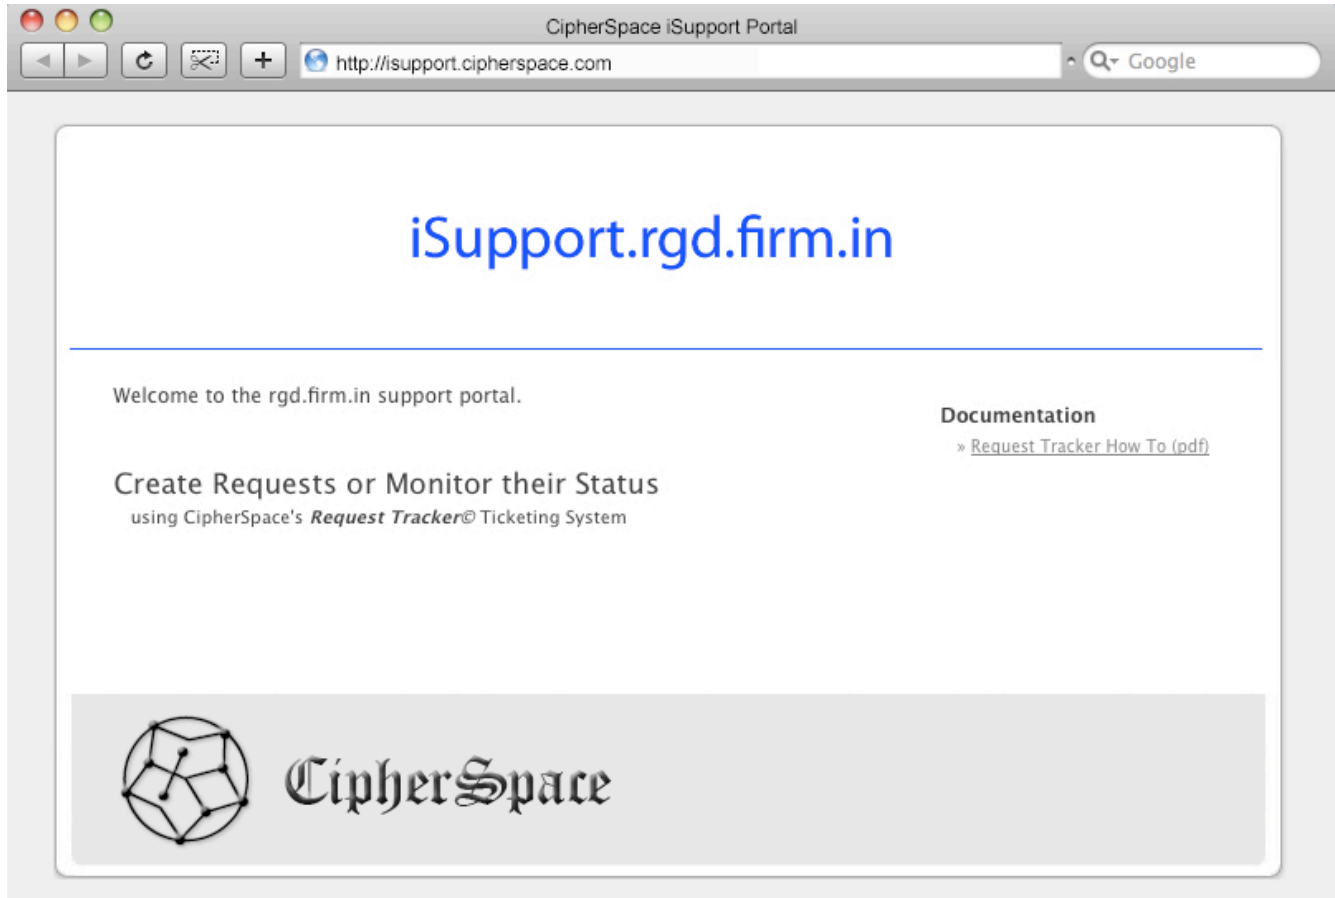 CipherSpace iSupport Portal
http://isupport.cipherspace.com
Google
iSupport.rgd.firm.in
Welcome to the rgd.firm.in support portal.
Documentation
» Request Tracker How To (pdf)
Create Requests or Monitor their Status
using CipherSpace's Request Tracker© Ticketing System
CipherSpace